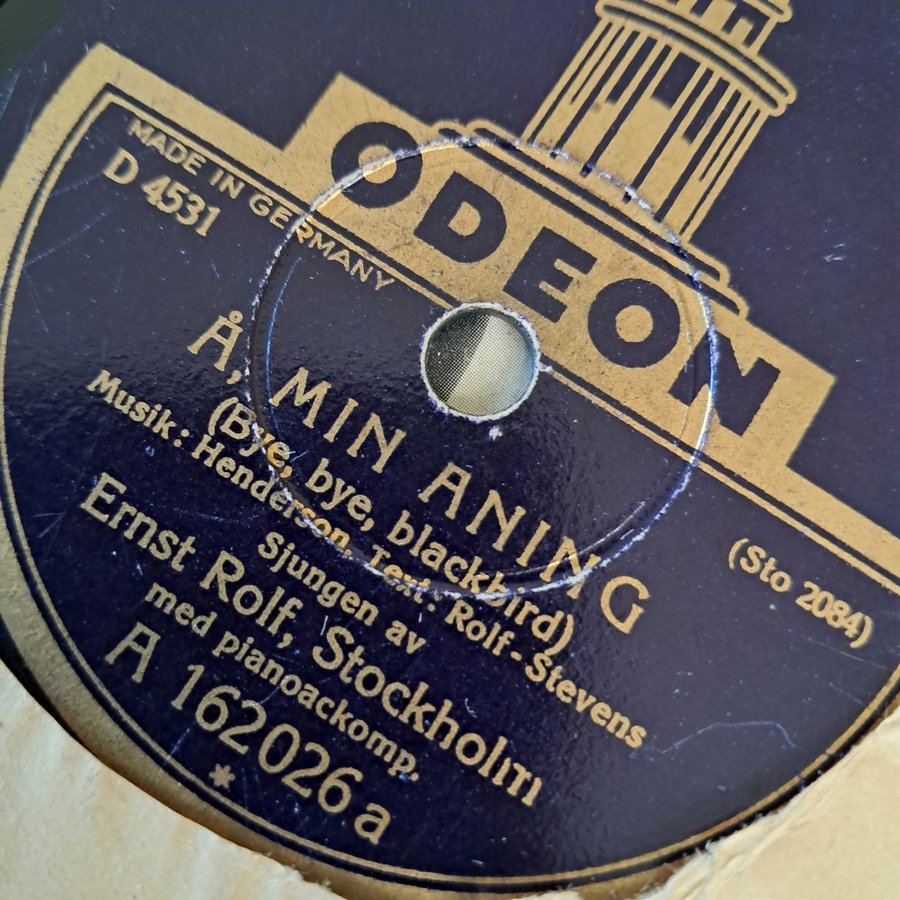 ODEON
MADE IN GERMANY
D 4531
(Sto 2084)
Å, MIN ANING
(Bye, bye, blackbird)
Musik: Henderson, Text: Rolf-Stevens
Sjungen av
Ernst Rolf, Stockholm
med pianoackomp.
A 162026 a
*